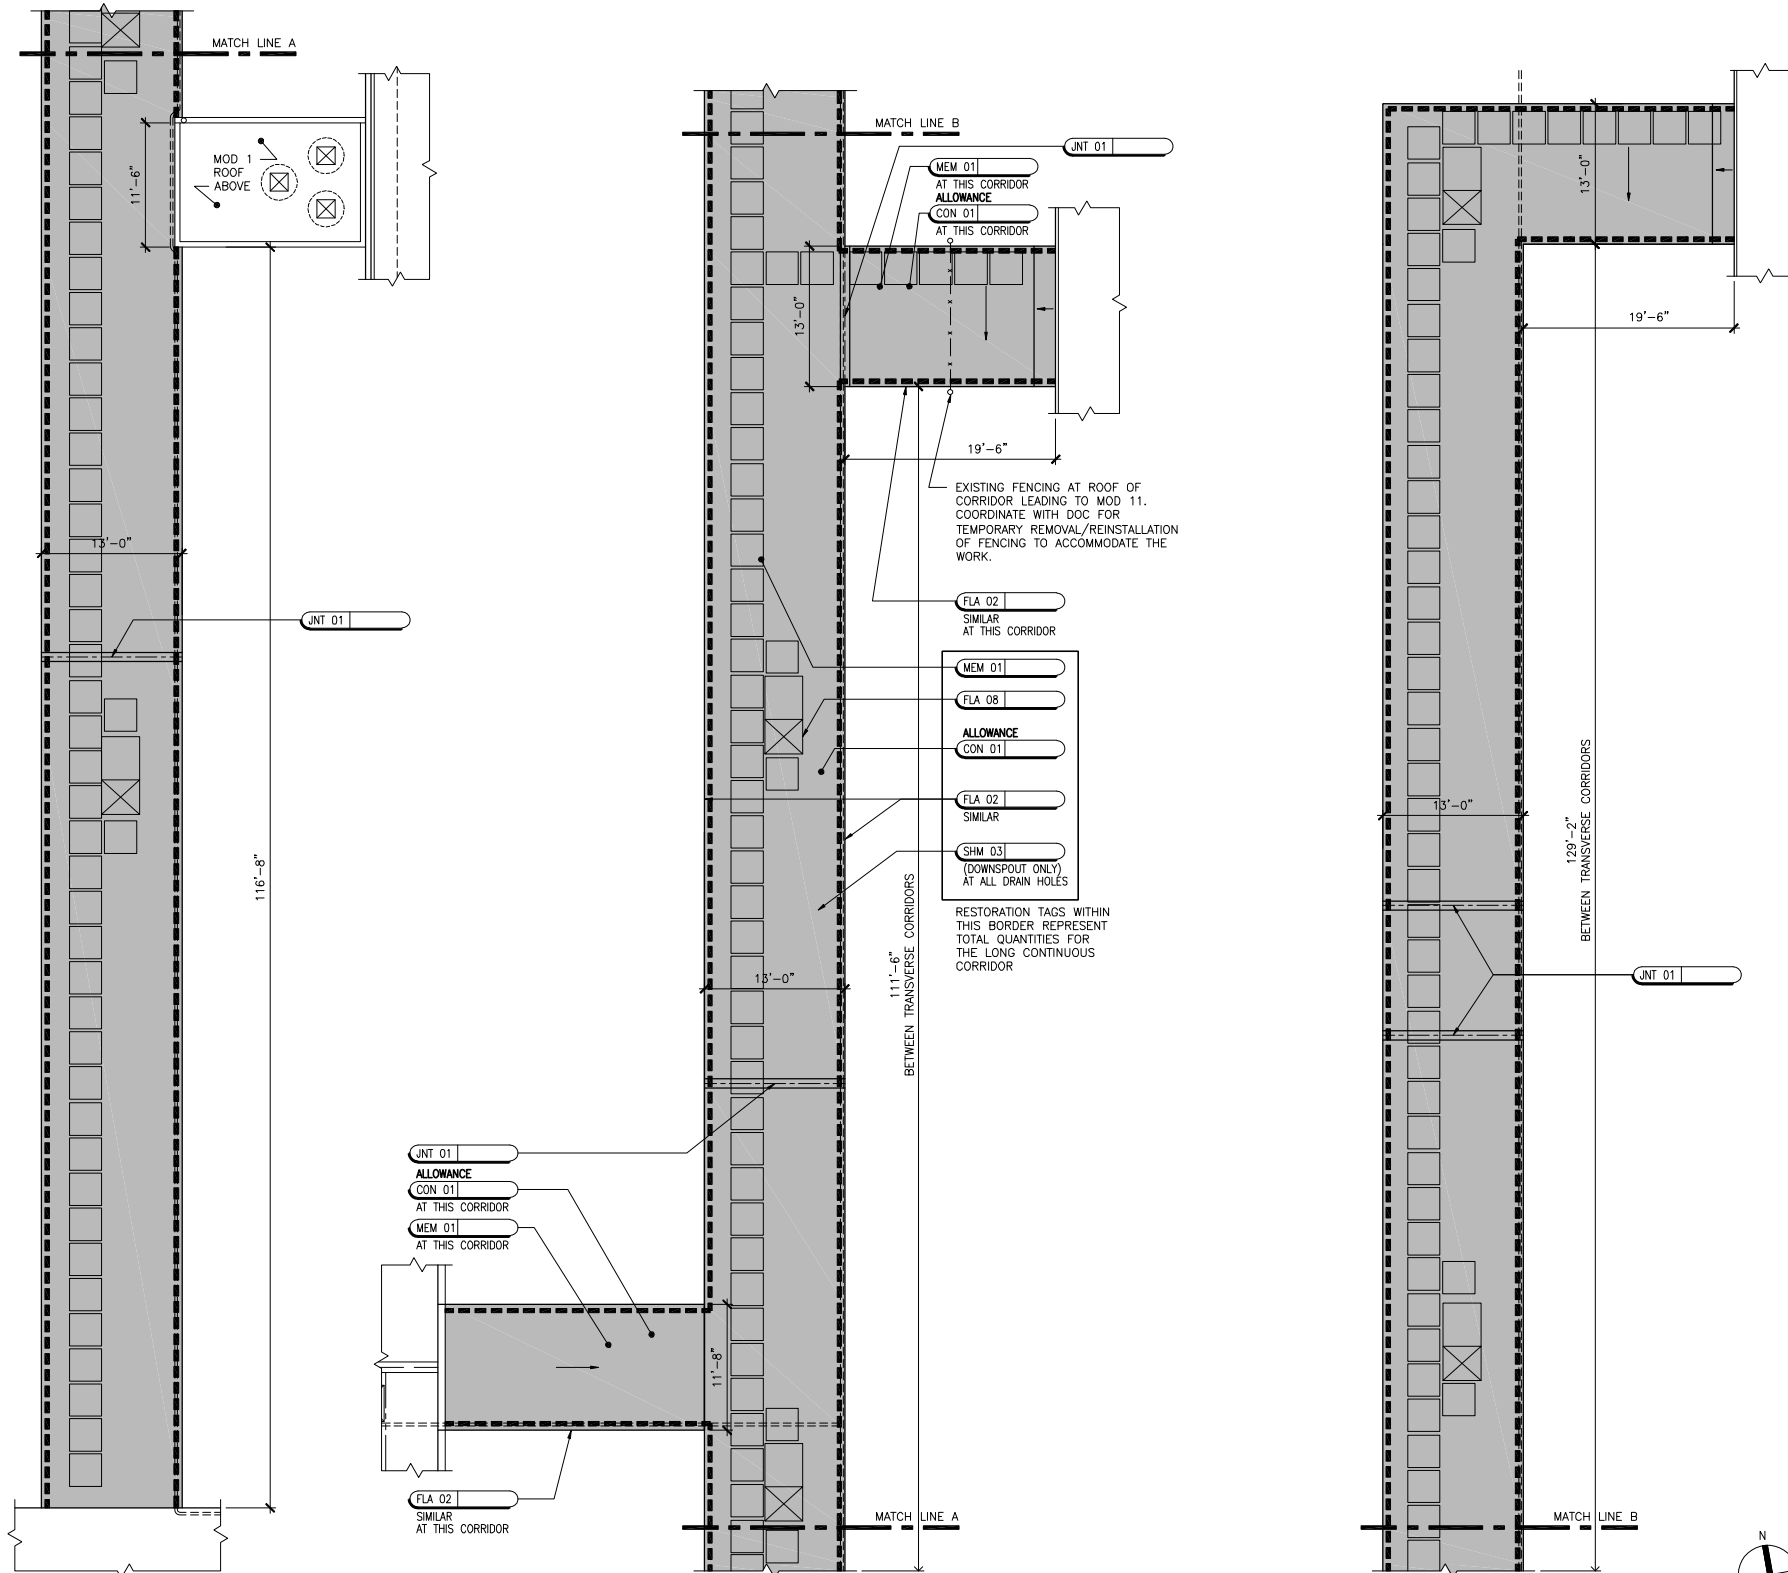 MATCH LINE A
MOD 1
ROOF
ABOVE
11'-6"
13'-0"
JNT 01
116'-8"
MATCH LINE B
JNT 01
MEM 01
AT THIS CORRIDOR
ALLOWANCE
CON 01
AT THIS CORRIDOR
13'-0"
19'-6"
EXISTING FENCING AT ROOF OF
CORRIDOR LEADING TO MOD 11.
COORDINATE WITH DOC FOR
TEMPORARY REMOVAL/REINSTALLATION
OF FENCING TO ACCOMMODATE THE
WORK.
FLA 02
SIMILAR
AT THIS CORRIDOR
MEM 01
FLA 08
ALLOWANCE
CON 01
FLA 02
SIMILAR
SHM 03
(DOWNSPOUT ONLY)
AT ALL DRAIN HOLES
RESTORATION TAGS WITHIN
THIS BORDER REPRESENT
TOTAL QUANTITIES FOR
THE LONG CONTINUOUS
CORRIDOR
111'-6"
BETWEEN TRANSVERSE CORRIDORS
13'-0"
JNT 01
ALLOWANCE
CON 01
AT THIS CORRIDOR
MEM 01
AT THIS CORRIDOR
11'-8"
FLA 02
SIMILAR
AT THIS CORRIDOR
MATCH LINE A
13'-0"
19'-6"
13'-0"
129'-2"
BETWEEN TRANSVERSE CORRIDORS
JNT 01
MATCH LINE B
N